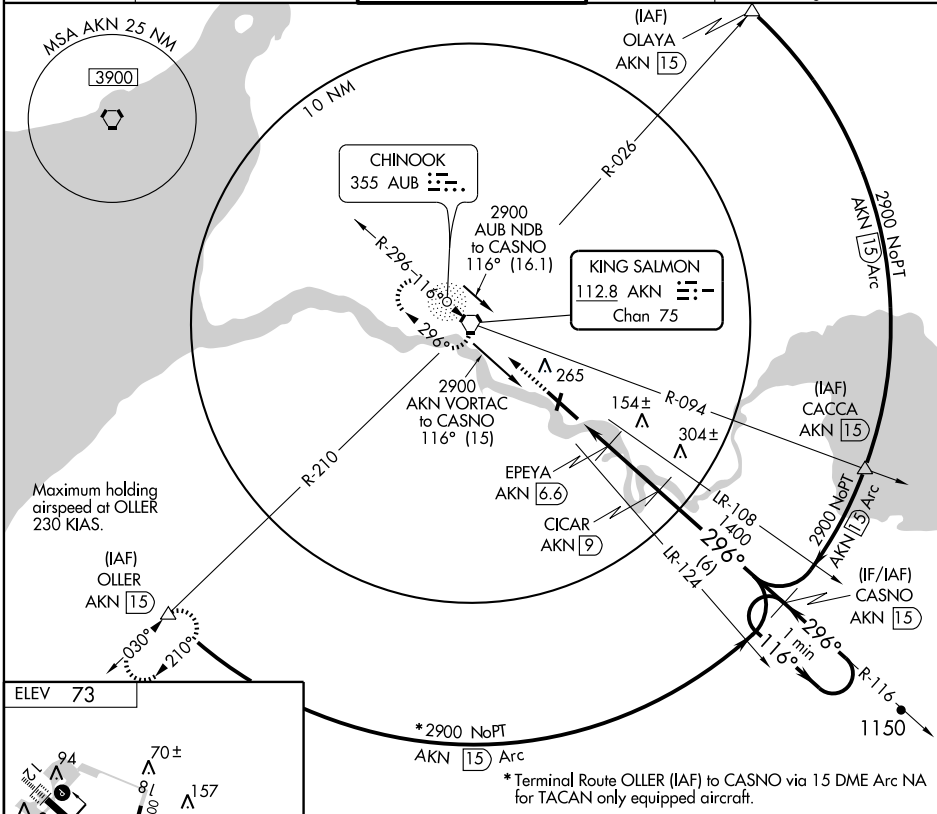 MSA AKN 25 NM
3900
10 NM
(IAF)
OLAYA
AKN 15
R-026
CHINOOK
355 AUB
2900
AUB NDB
to CASNO
116° (16.1)
2900 NoPT
AKN 15 Arc
R-296
116°
296°
KING SALMON
112.8 AKN
Chan 75
2900
AKN VORTAC
to CASNO
116° (15)
265
154±
304±
R-094
(IAF)
CACCA
AKN 15
R-210
EPEYA
AKN 6.6
CICAR
AKN 9
LR-108
1400
296°
(6)
LR-124
2900 NoPT
AKN 15 Arc
Maximum holding
airspeed at OLLER
230 KIAS.
(IAF)
OLLER
AKN 15
030°
210°
(IF/IAF)
CASNO
AKN 15
296°
1 min
116°
R-116
1150
*2900 NoPT
AKN 15 Arc
* Terminal Route OLLER (IAF) to CASNO via 15 DME Arc NA
for TACAN only equipped aircraft.
ELEV 73
94
70±
157
12
18
P